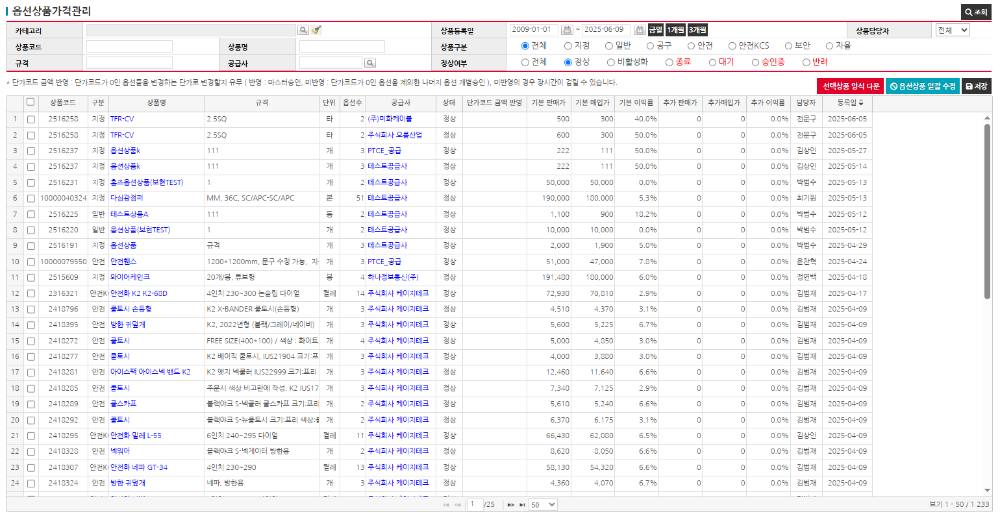 옵션상품가격관리
조회
카테고리 상품등록일 2009-01-01 ~ 2025-06-09 금일 1개월 3개월 상품담당자 전체
상품코드 상품명 상품구분 전체 지정 일반 공구 안전 안전KCS 보안 자율
규격 공급사 정상여부 전체 정상 비활성화 종료 대기 승인중 반려
* 단가코드 금액 반영 : 단가코드가 0인 옵션들을 변경하는 단가로 변경할지 유무 ( 반영 : 마스터승인, 미반영 : 단가코드가 0인 옵션을 제외한 나머지 옵션 개별승인 ), 미반영의 경우 장시간이 걸릴 수 있습니다.
선택상품 양식 다운 옵션상품 일괄 수정 저장
상품코드 구분 상품명 규격 단위 옵션수 공급사 상태 단가코드 금액 반영 기본 판매가 기본 매입가 기본 이익률 추가 판매가 추가매입가 추가 이익률 담당자 등록일
1 2516258 지정 TFR-CV 2.5SQ 타 2 (주)미화케이블 정상 500 300 40.0% 0 0 0.0% 전문구 2025-06-05
2 2516258 지정 TFR-CV 2.5SQ 타 2 주식회사 오름산업 정상 600 300 50.0% 0 0 0.0% 전문구 2025-06-05
3 2516237 지정 옵션상품k 111 개 3 PTCE_공급 정상 222 111 50.0% 0 0 0.0% 김상인 2025-05-27
4 2516237 지정 옵션상품k 111 개 3 테스트공급사 정상 222 111 50.0% 0 0 0.0% 김상인 2025-05-14
5 2516231 지정 홈즈옵션상품(보현TEST) 1 개 2 테스트공급사 정상 50,000 50,000 0.0% 0 0 0.0% 박범수 2025-05-13
6 10000040324 지정 다심광점퍼 MM, 36C, SC/APC-SC/APC 본 51 테스트공급사 정상 190,000 180,000 5.3% 0 0 0.0% 최기원 2025-05-13
7 2516225 일반 테스트상품A 111 동 2 테스트공급사 정상 1,100 900 18.2% 0 0 0.0% 박범수 2025-05-12
8 2516220 일반 옵션상품(보현TEST) 1 개 2 테스트공급사 정상 10,000 10,000 0.0% 0 0 0.0% 박범수 2025-05-12
9 2516191 지정 옵션상품 규격 개 3 테스트공급사 정상 2,000 1,900 5.0% 0 0 0.0% 박범수 2025-04-29
10 10000079550 안전 안전휀스 1200*1200mm, 문구 수정 가능, 개 3 PTCE_공급 정상 51,000 47,000 7.8% 0 0 0.0% 윤찬혁 2025-04-24
11 2515609 지정 와이어케인크 20개/봉, 튜보형 봉 4 하나정보통신(주) 정상 191,480 180,000 6.0% 0 0 0.0% 정연백 2025-04-18
12 2316321 안전K 안전화 K2 K2-68D 4인치 230~300 논슬립 다이얼 켤레 14 주식회사 케이지테크 정상 72,930 70,810 2.9% 0 0 0.0% 김범재 2025-04-17
13 2418796 안전 쿨토시 손등형 K2 X-BANDER 쿨토시(손등형) 개 3 주식회사 케이지테크 정상 4,510 4,370 3.1% 0 0 0.0% 김범재 2025-04-09
14 2418395 안전 방한 귀덮개 K2, 2022년형 (블랙/그레이/네이비) 개 3 주식회사 케이지테크 정상 5,600 5,225 6.7% 0 0 0.0% 김범재 2025-04-09
15 2418272 안전 쿨토시 FREE SIZE(400*100) / 색상 : 화이트 개 4 주식회사 케이지테크 정상 5,000 4,850 3.0% 0 0 0.0% 김범재 2025-04-09
16 2418277 안전 쿨토시 K2 베이직 쿨토시, IUS21904 크기:프 개 3 주식회사 케이지테크 정상 4,000 3,880 3.0% 0 0 0.0% 김범재 2025-04-09
17 2418281 안전 아이스팩 아이스넥 밴드 K2 K2 엣지 넥쿨러 IUS22999 크기:프리 개 3 주식회사 케이지테크 정상 12,460 11,640 6.6% 0 0 0.0% 김범재 2025-04-09
18 2418285 안전 쿨토시 주문시 색상 비고란에 작성. K2 IUS17 개 3 주식회사 케이지테크 정상 7,340 7,125 2.9% 0 0 0.0% 김범재 2025-04-09
19 2418289 안전 쿨스카프 블랙야크 S-넥쿨러 쿨스카프 크기:프리 개 3 주식회사 케이지테크 정상 5,610 5,240 6.6% 0 0 0.0% 김범재 2025-04-09
20 2418292 안전 쿨토시 블랙야크 S-뉴쿨토시 크기:프리 색상: 개 2 주식회사 케이지테크 정상 6,370 6,175 3.1% 0 0 0.0% 김범재 2025-04-09
21 2418295 안전K 안전화 밀레 L-55 6인치 240~295 다이얼 켤레 11 주식회사 케이지테크 정상 66,430 62,080 6.5% 0 0 0.0% 김상인 2025-04-09
22 2418328 안전 넥워머 블랙야크 S-넥게이터 방한용 개 2 주식회사 케이지테크 정상 8,620 8,050 6.6% 0 0 0.0% 김범재 2025-04-09
23 2418307 안전K 안전화 네파 GT-34 4인치 230~290 켤레 13 주식회사 케이지테크 정상 58,130 54,320 6.6% 0 0 0.0% 김범재 2025-04-09
24 2418324 안전 방한 귀덮개 네파, 방한용 개 3 주식회사 케이지테크 정상 4,360 4,070 6.7% 0 0 0.0% 김범재 2025-04-09
1 /25 50 보기 1 - 50 / 1 233